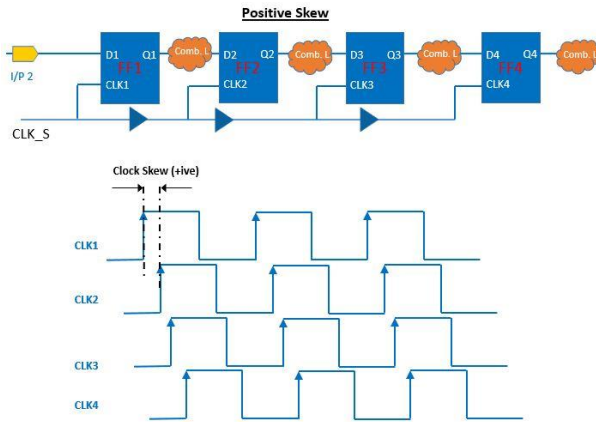 Positive Skew
I/P 2
D1 Q1
FF1
CLK1
Comb. L
D2 Q2
FF2
CLK2
Comb. L
D3 Q3
FF3
CLK3
Comb. L
D4 Q4
FF4
CLK4
Comb. L
CLK_S
Clock Skew (+ive)
CLK1
CLK2
CLK3
CLK4